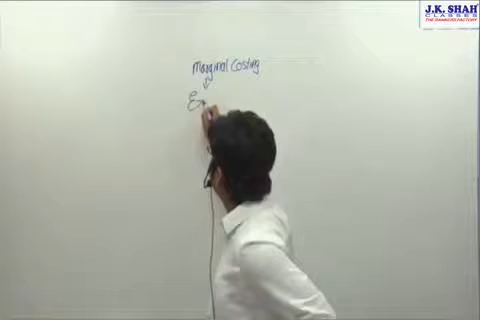 J.K. SHAH
CLASSES
THE RANKERS FACTORY
Marginal Costing